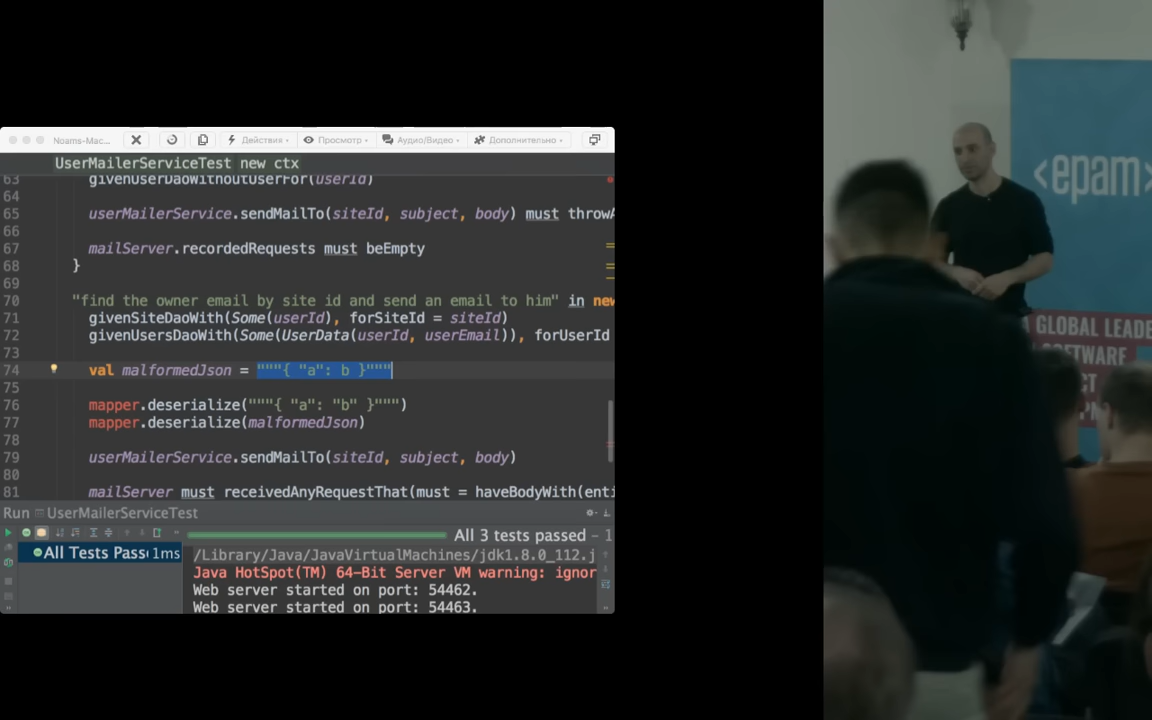 Noams-Mac...
Действия
Просмотр
Аудио/Видео
Дополнительно
UserMailerServiceTest new ctx
63 givenUserDaoWithoutUserFor(userId)
64
65 userMailerService.sendMailTo(siteId, subject, body) must throwA
66
67 mailServer.recordedRequests must beEmpty
68 }
69
70 "find the owner email by site id and send an email to him" in new
71 givenSiteDaoWith(Some(userId), forSiteId = siteId)
72 givenUsersDaoWith(Some(UserData(userId, userEmail)), forUserId
73
74 val malformedJson = """{ "a": b }"""
75
76 mapper.deserialize("""{ "a": "b" }""")
77 mapper.deserialize(malformedJson)
78
79 userMailerService.sendMailTo(siteId, subject, body)
80
81 mailServer must receivedAnyRequestThat(must = haveBodyWith(enti
Run UserMailerServiceTest
All 3 tests passed – 1
All Tests Pass 1ms
/Library/Java/JavaVirtualMachines/jdk1.8.0_112.j
Java HotSpot(TM) 64-Bit Server VM warning: ignor
Web server started on port: 54462.
Web server started on port: 54463.
<epam>
A GLOBAL LEADE
SOFTWARE